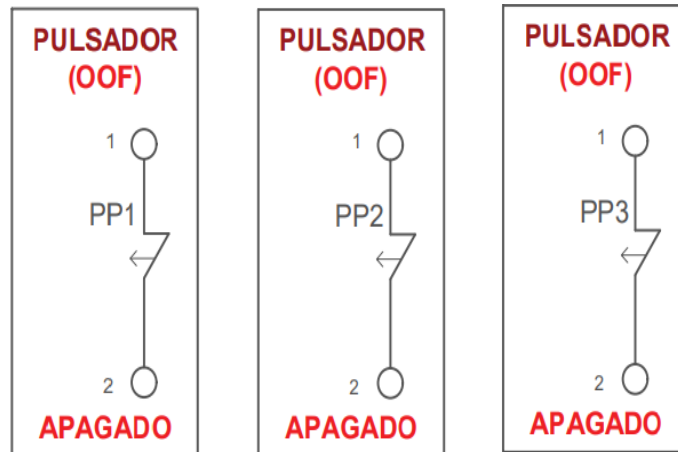 PULSADOR
(OOF)
1
PP1
2
APAGADO
PULSADOR
(OOF)
1
PP2
2
APAGADO
PULSADOR
(OOF)
1
PP3
2
APAGADO